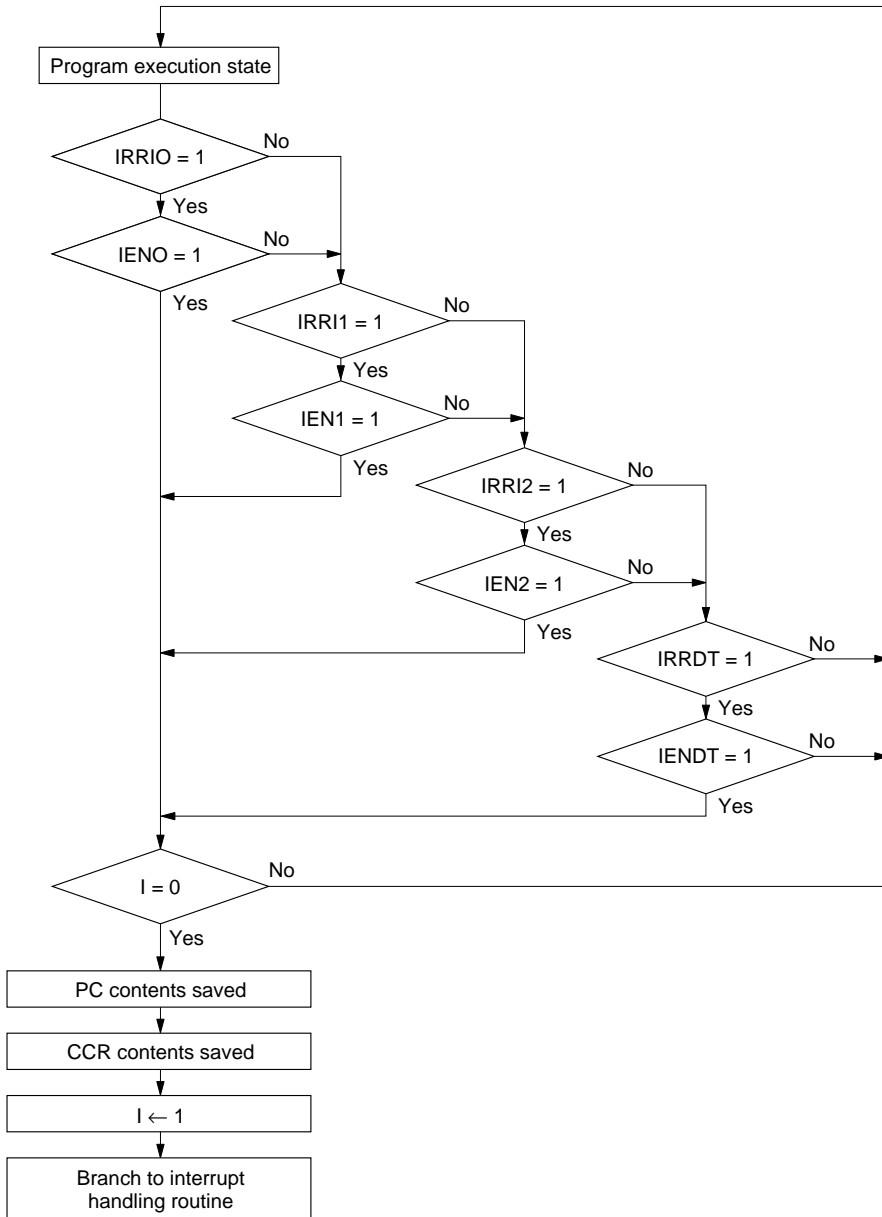 Program execution state
IRRIO = 1
No
Yes
IENO = 1
No
Yes
IRRI1 = 1
No
Yes
IEN1 = 1
No
Yes
IRRI2 = 1
No
Yes
IEN2 = 1
No
Yes
IRRDT = 1
No
Yes
IENDT = 1
No
Yes
I = 0
No
Yes
PC contents saved
CCR contents saved
I ← 1
Branch to interrupt
handling routine